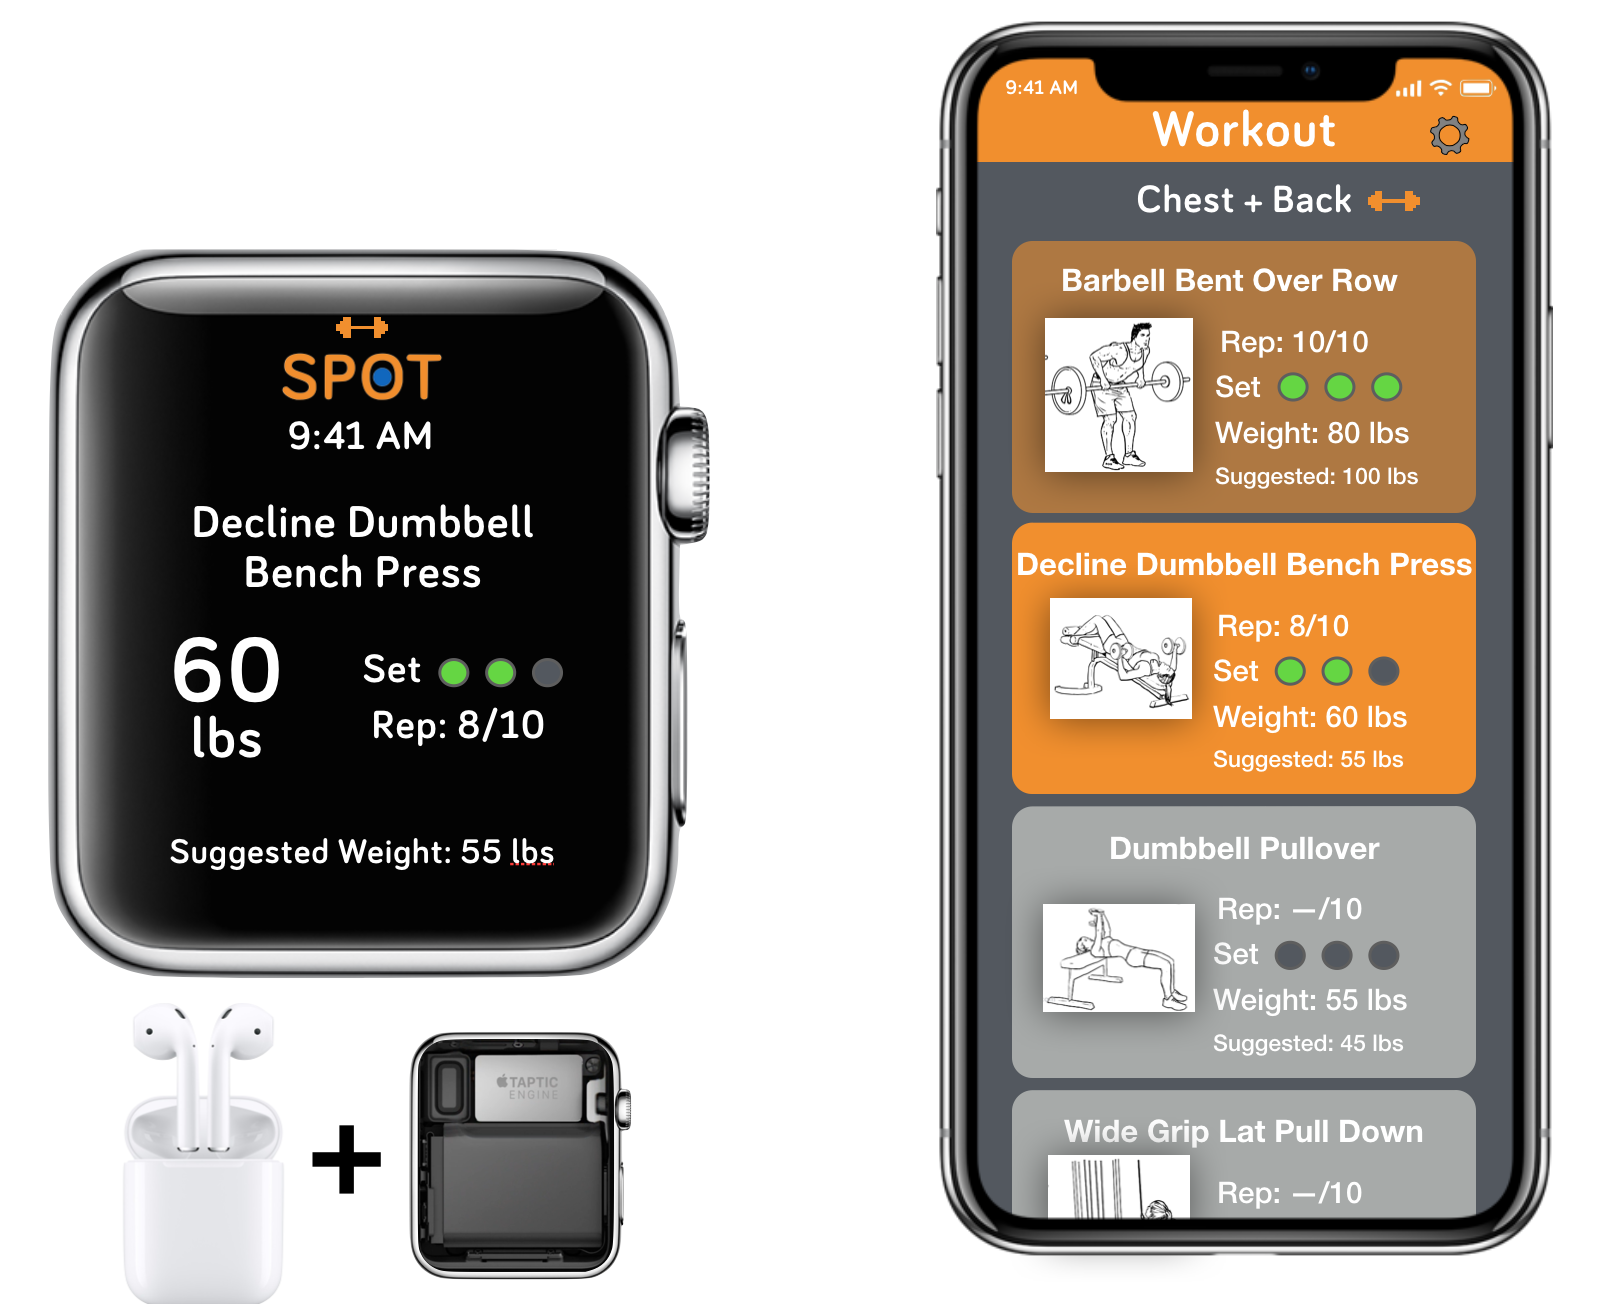 SPOT
9:41 AM
Decline Dumbbell
Bench Press
60
lbs
Set
Rep: 8/10
Suggested Weight: 55 lbs
TAPTIC
ENGINE
9:41 AM
Workout
Chest + Back
Barbell Bent Over Row
Rep: 10/10
Set
Weight: 80 lbs
Suggested: 100 lbs
Decline Dumbbell Bench Press
Rep: 8/10
Set
Weight: 60 lbs
Suggested: 55 lbs
Dumbbell Pullover
Rep: —/10
Set
Weight: 55 lbs
Suggested: 45 lbs
Wide Grip Lat Pull Down
Rep: —/10